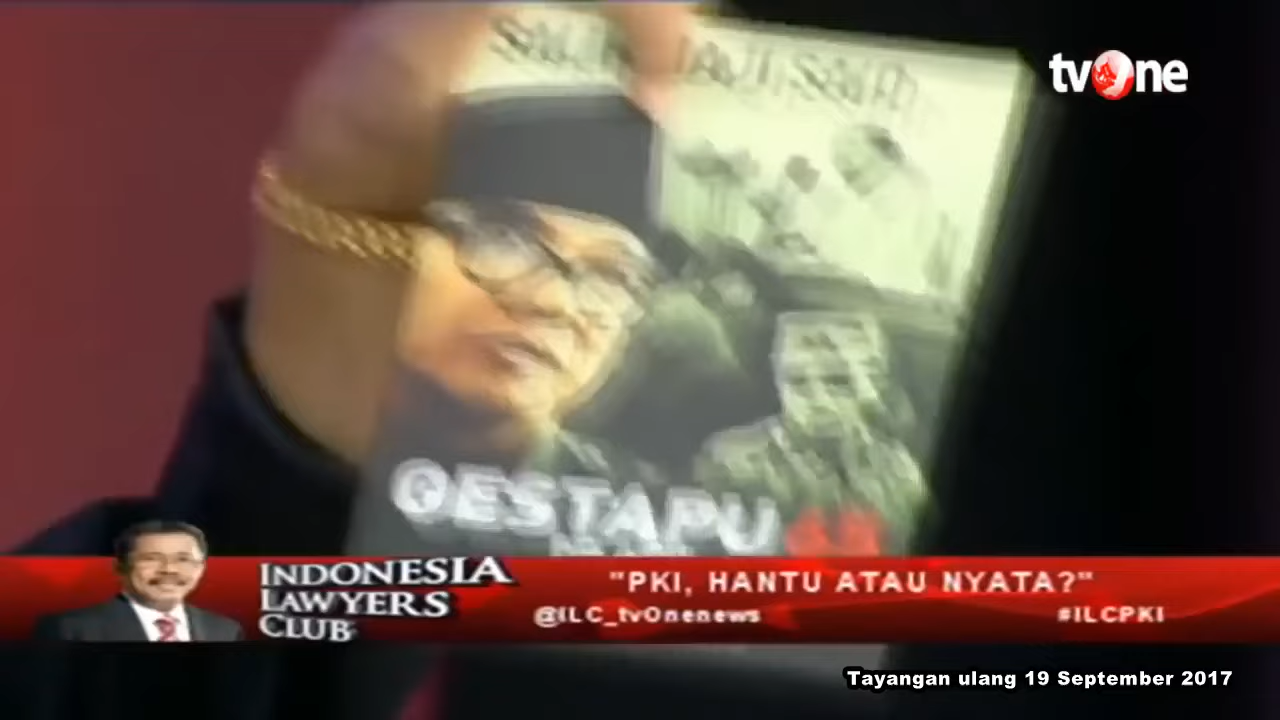 tvOne
GESTAPU
INDONESIA
LAWYERS
CLUB
"PKI, HANTU ATAU NYATA?"
@ILC_tvOnenews
#ILCPKI
Tayangan ulang 19 September 2017